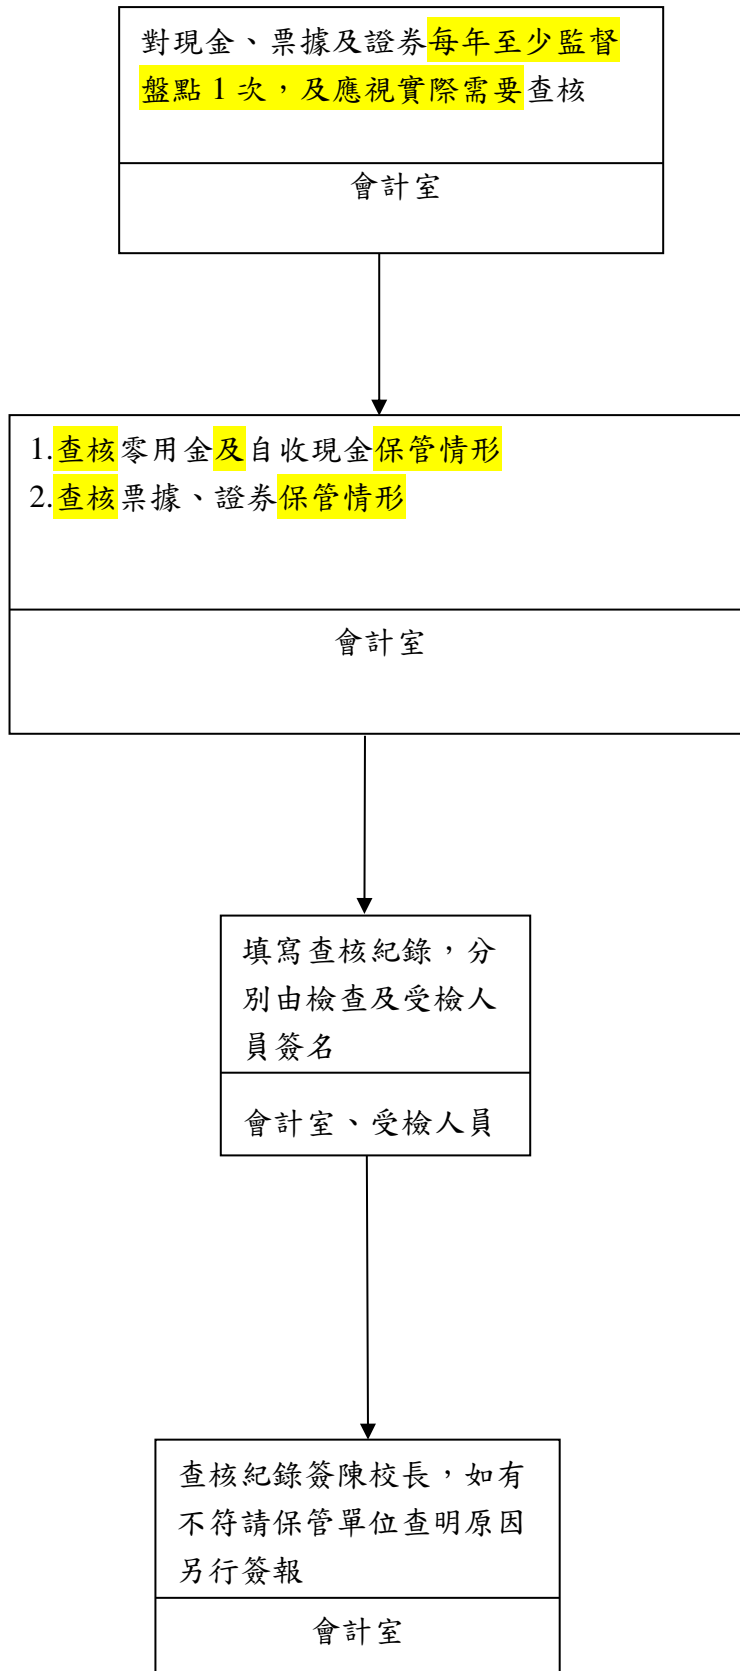 對現金、票據及證券每年至少監督
盤點 1 次，及應視實際需要查核
會計室
1.查核零用金及自收現金保管情形
2.查核票據、證券保管情形
會計室
填寫查核紀錄，分
別由檢查及受檢人
員簽名
會計室、受檢人員
查核紀錄簽陳校長，如有
不符請保管單位查明原因
另行簽報
會計室